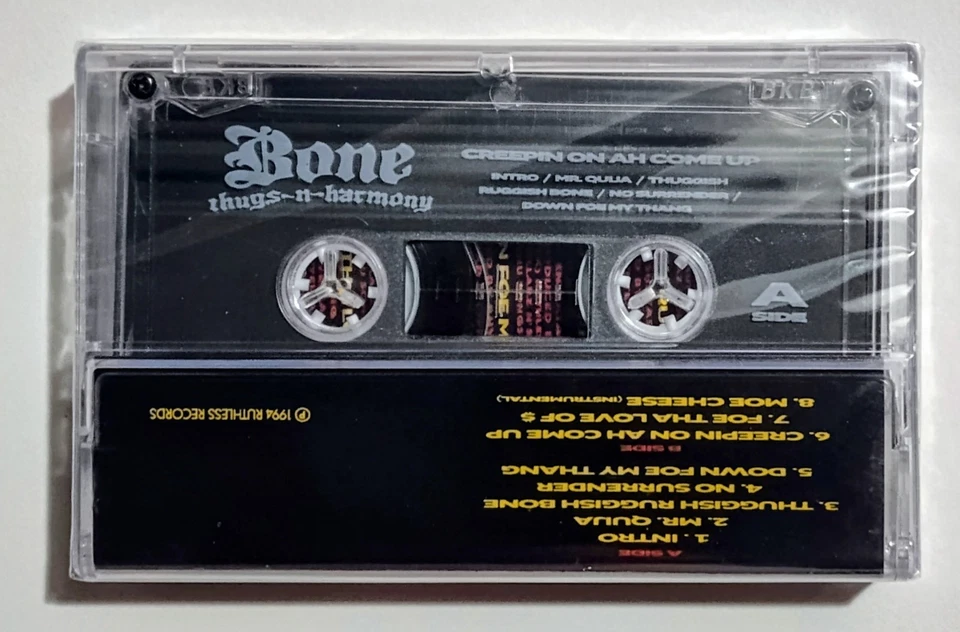 BKB
Bone
thugs-n-harmony
CREEPIN ON AH COME UP
INTRO / MR. QUIJA / THUGGISH
RUGGISH BONE / NO SURRENDER /
DOWN FOE MY THANG
N FOE M
A
SIDE
A SIDE
1. INTRO
2. MR. QUIJA
3. THUGGISH RUGGISH BONE
4. NO SURRENDER
5. DOWN FOE MY THANG
B SIDE
6. CREEPIN ON AH COME UP
7. FOE THA LOVE OF $
8. MOE CHEESE (INSTRUMENTAL)
℗ 1994 RUTHLESS RECORDS